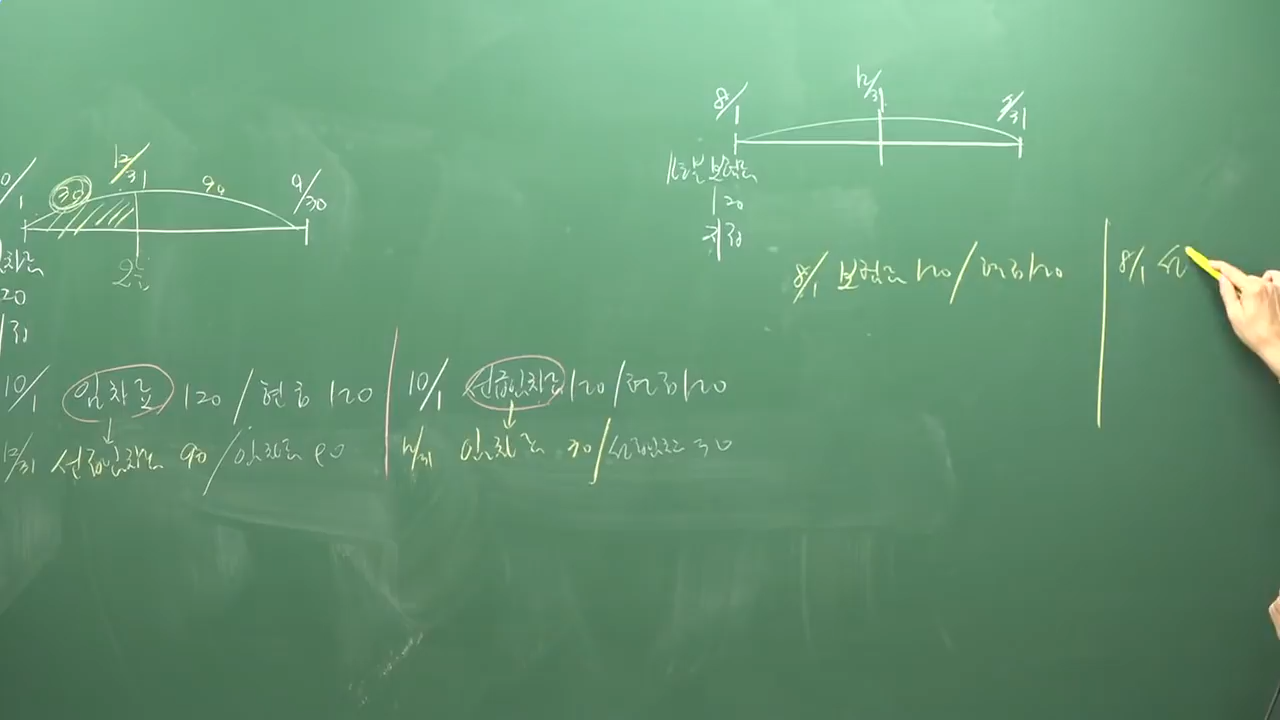 0/1
12/31
9/30
30
90
임차료
20
지급
10/1 임차료 120 / 현금 120
12/31 선급임차료 90 / 임차료 90
10/1 선급임차료 120 / 현금 120
12/31 임차료 30 / 선급임차료 30
8/1
12/31
7/31
1년분 보험료
120
지급
8/1 보험료 120 / 현금 120
8/1 선